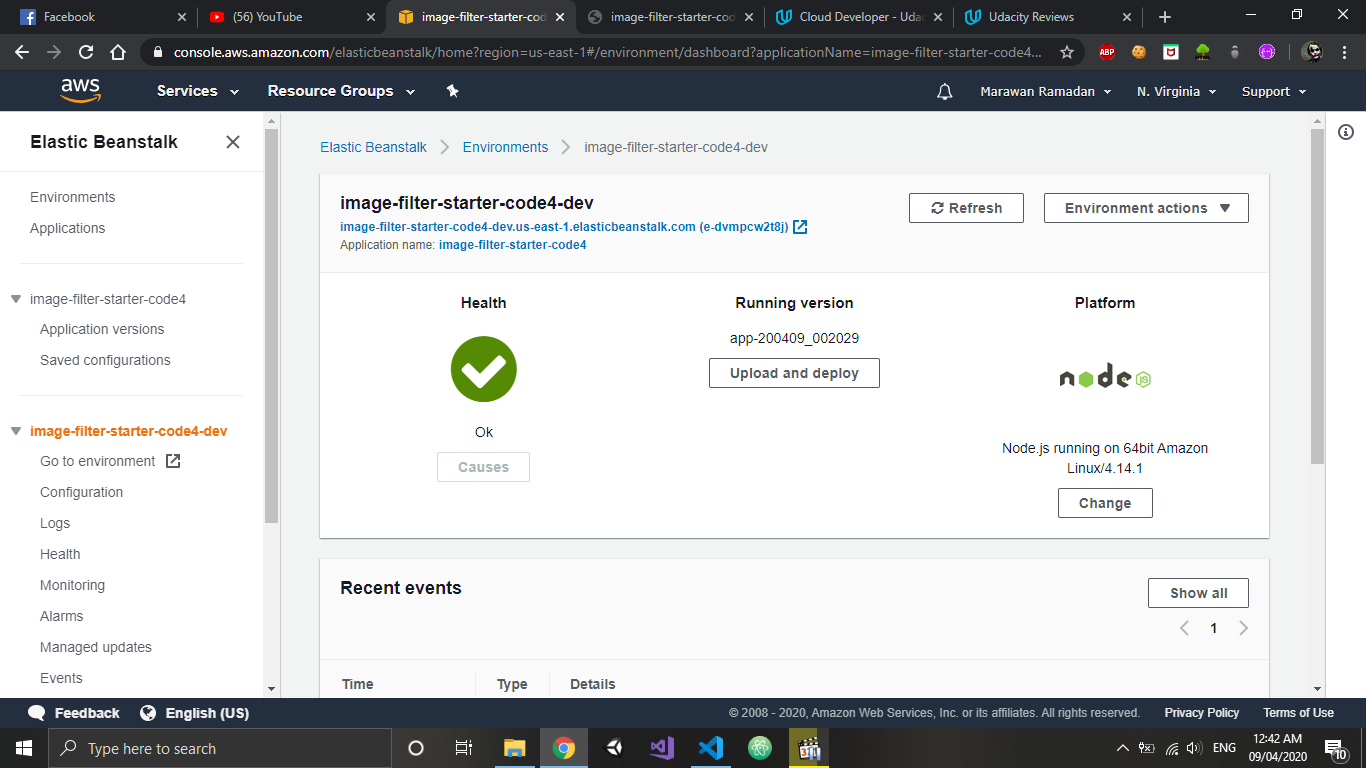 Facebook
(56) YouTube
image-filter-starter-cod
image-filter-starter-cod
Cloud Developer - Uda
Udacity Reviews
console.aws.amazon.com/elasticbeanstalk/home?region=us-east-1#/environment/dashboard?applicationName=image-filter-starter-code4...
ABP
aws
Services
Resource Groups
Marawan Ramadan
N. Virginia
Support
Elastic Beanstalk
Environments
Applications
image-filter-starter-code4
Application versions
Saved configurations
image-filter-starter-code4-dev
Go to environment
Configuration
Logs
Health
Monitoring
Alarms
Managed updates
Events
Elastic Beanstalk
Environments
image-filter-starter-code4-dev
image-filter-starter-code4-dev
image-filter-starter-code4-dev.us-east-1.elasticbeanstalk.com (e-dvmpcw2t8j)
Application name: image-filter-starter-code4
Refresh
Environment actions
Health
Ok
Causes
Running version
app-200409_002029
Upload and deploy
Platform
node JS
Node.js running on 64bit Amazon
Linux/4.14.1
Change
Recent events
Show all
1
Time
Type
Details
Feedback
English (US)
© 2008 - 2020, Amazon Web Services, Inc. or its affiliates. All rights reserved.
Privacy Policy
Terms of Use
Type here to search
ENG
12:42 AM
09/04/2020
10